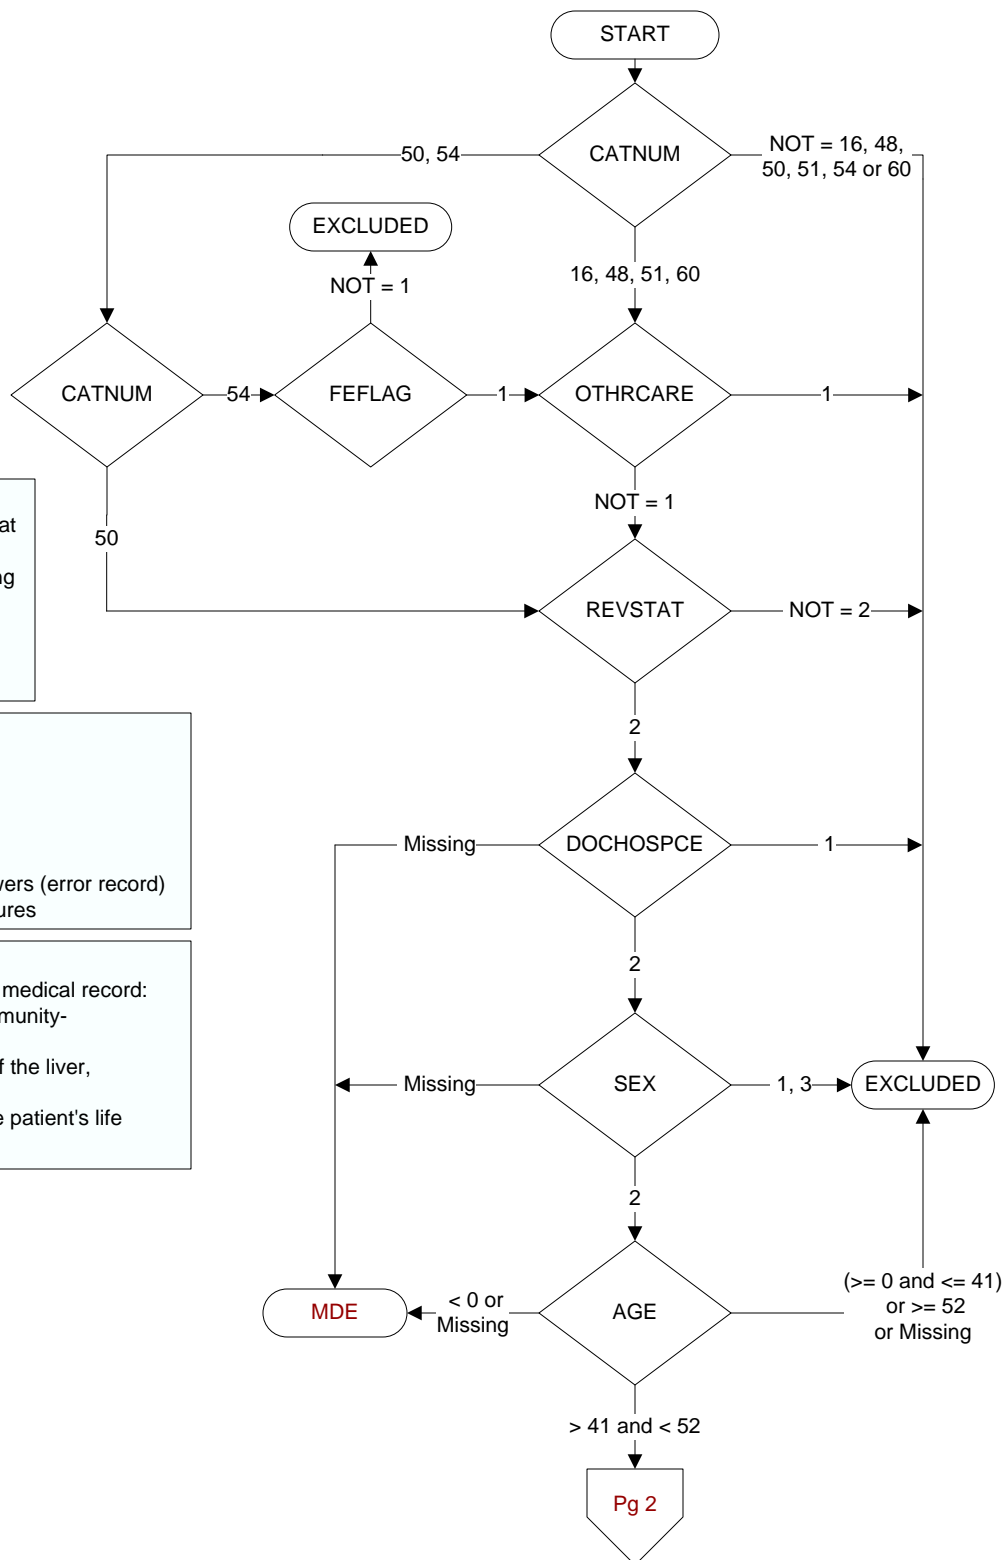 START
CATNUM
50, 54
NOT = 16, 48,
50, 51, 54 or 60
EXCLUDED
NOT = 1
16, 48, 51, 60
CATNUM
54
FEFLAG
1
OTHRCARE
1
NOT = 1
50
at
ng
REVSTAT
NOT = 2
2
DOCHOSPCE
Missing
1
wers (error record)
ures
2
medical record:
munity-
f the liver,
e patient's life
SEX
Missing
1, 3
EXCLUDED
2
AGE
MDE
< 0 or
Missing
(>= 0 and <= 41)
or >= 52
or Missing
> 41 and < 52
Pg 2